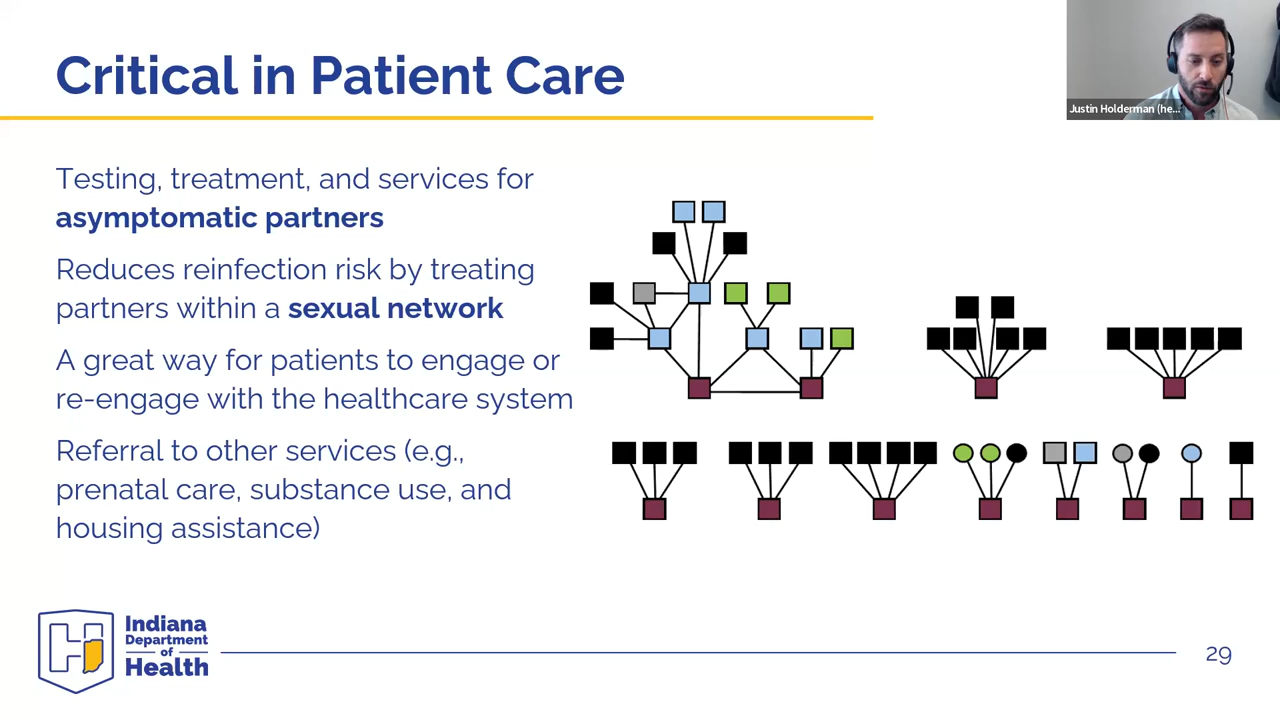 Critical in Patient Care
Justin Holderman (he...
Testing, treatment, and services for
asymptomatic partners
Reduces reinfection risk by treating
partners within a sexual network
A great way for patients to engage or
re-engage with the healthcare system
Referral to other services (e.g.,
prenatal care, substance use, and
housing assistance)
Indiana
Department
of
Health
29